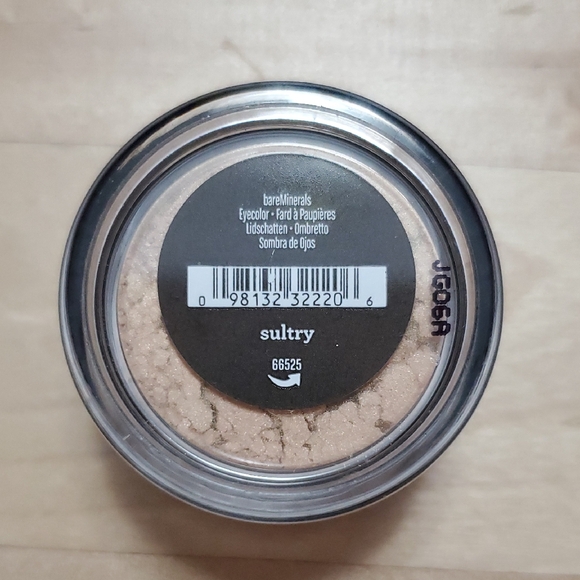 bareMinerals
Eyecolor • Fard à Paupières
Lidschatten • Ombretto
Sombra de Ojos
0 98132 32220 6
sultry
66525
JG06A